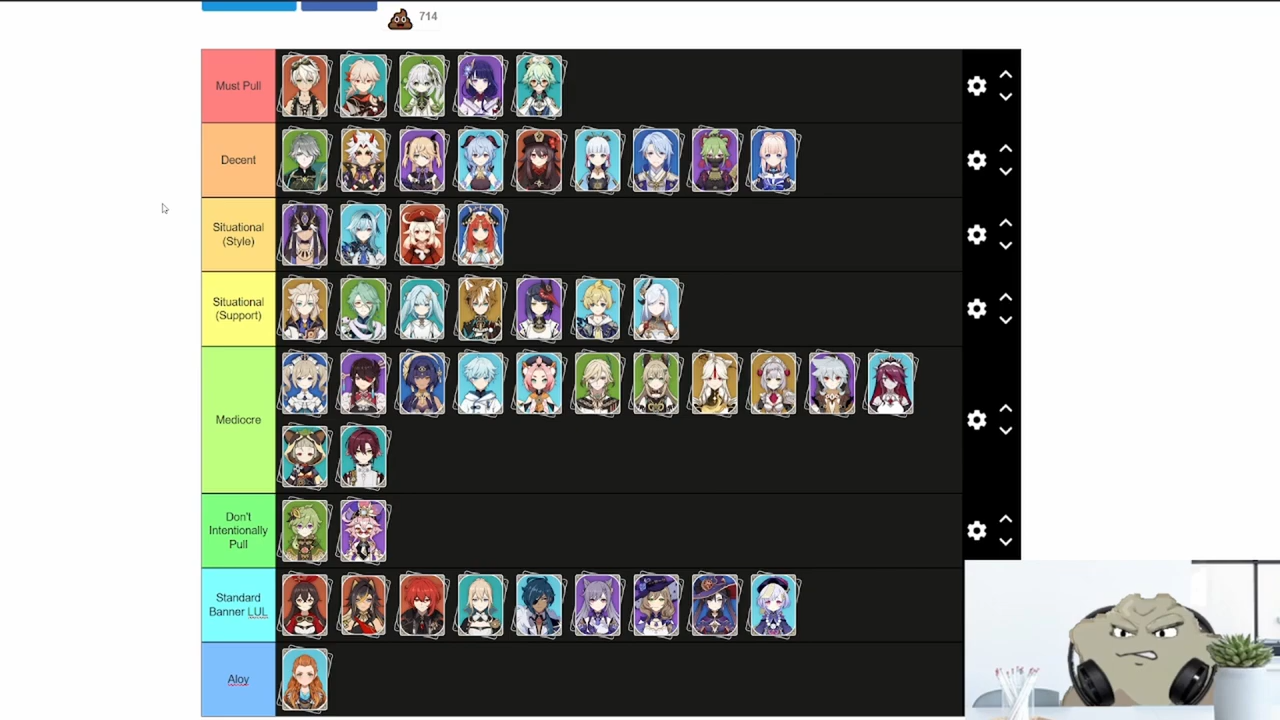 714
Must Pull
Decent
Situational
(Style)
Situational
(Support)
Mediocre
Don't
Intentionally
Pull
Standard
Banner LUL
Aloy